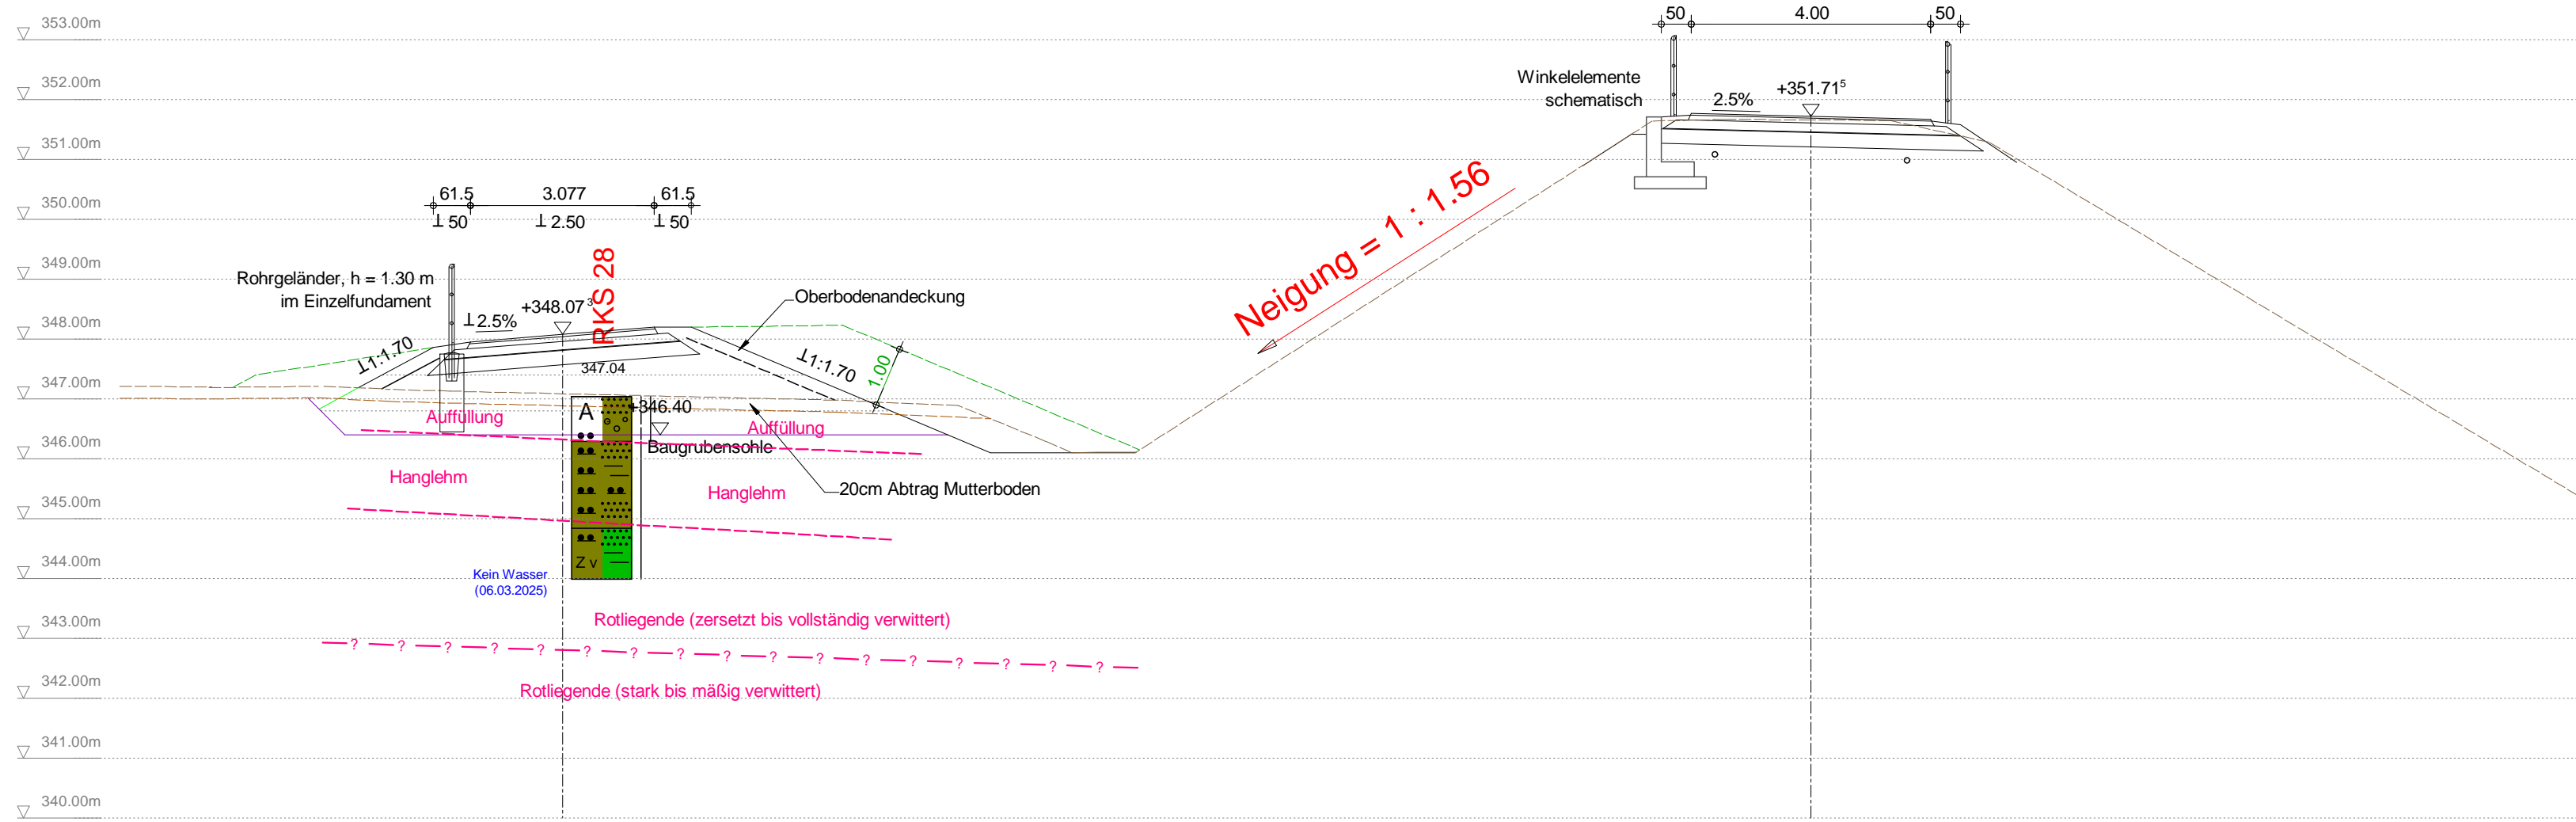 353.00m
50 4.00 50
352.00m
Winkelelemente
schematisch
2.5%
+351.71⁵
351.00m
350.00m
61.5 3.077 61.5
⊥ 50 ⊥ 2.50 ⊥ 50
Neigung = 1 : 1.56
349.00m
RKS 28
Rohrgeländer, h = 1.30 m
im Einzelfundament
Oberbodenandeckung
+348.07³
⊥ 2.5%
348.00m
⊥1:1.70
⊥1:1.70
1.00
347.04
347.00m
A
+346.40
Auffüllung
Auffüllung
346.00m
Baugrubensohle
Hanglehm
Hanglehm
20cm Abtrag Mutterboden
345.00m
344.00m
Z v
Kein Wasser
(06.03.2025)
343.00m
Rotliegende (zersetzt bis vollständig verwittert)
? ? ? ? ? ? ? ? ? ? ? ? ? ? ? ? ?
342.00m
Rotliegende (stark bis mäßig verwittert)
341.00m
340.00m